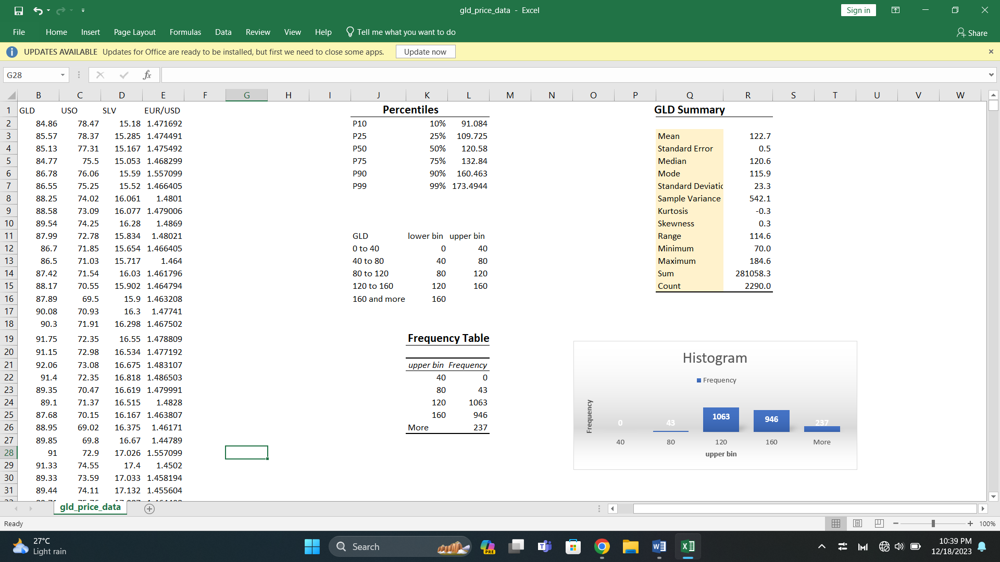 gld_price_data - Excel
Sign in
File Home Insert Page Layout Formulas Data Review View Help Tell me what you want to do
Share
UPDATES AVAILABLE Updates for Office are ready to be installed, but first we need to close some apps. Update now
G28 fx
B C D E F G H I J K L M N O P Q R S T U V W
1 GLD USO SLV EUR/USD Percentiles GLD Summary
2 84.86 78.47 15.18 1.471692 P10 10% 91.084
3 85.57 78.37 15.285 1.474491 P25 25% 109.725 Mean 122.7
4 85.13 77.31 15.167 1.475492 P50 50% 120.58 Standard Error 0.5
5 84.77 75.5 15.053 1.468299 P75 75% 132.84 Median 120.6
6 86.78 76.06 15.59 1.557099 P90 90% 160.463 Mode 115.9
7 86.55 75.25 15.52 1.466405 P99 99% 173.4944 Standard Deviatic 23.3
8 88.25 74.02 16.061 1.4801 Sample Variance 542.1
9 88.58 73.09 16.077 1.479006 Kurtosis -0.3
10 89.54 74.25 16.28 1.4869 Skewness 0.3
11 87.99 72.78 15.834 1.48021 GLD lower bin upper bin Range 114.6
12 86.7 71.85 15.654 1.466405 0 to 40 0 40 Minimum 70.0
13 86.5 71.03 15.717 1.464 40 to 80 40 80 Maximum 184.6
14 87.42 71.54 16.03 1.461796 80 to 120 80 120 Sum 281058.3
15 88.17 70.55 15.902 1.464794 120 to 160 120 160 Count 2290.0
16 87.89 69.5 15.9 1.463208 160 and more 160
17 90.08 70.93 16.3 1.47741
18 90.3 71.91 16.298 1.467502
19 91.75 72.35 16.55 1.478809 Frequency Table
20 91.15 72.98 16.534 1.477192
21 92.06 73.08 16.675 1.483107 upper bin Frequency
22 91.4 72.35 16.818 1.486503 40 0
23 89.35 70.47 16.619 1.479991 80 43
24 89.1 71.37 16.515 1.4828 120 1063
25 87.68 70.15 16.167 1.463807 160 946
26 88.95 69.02 16.375 1.46171 More 237
27 89.85 69.8 16.67 1.44789
28 91 72.9 17.026 1.557099
29 91.33 74.55 17.4 1.4502
30 89.33 73.59 17.033 1.458194
31 89.44 74.11 17.132 1.455604
Histogram
Frequency
Frequency
0 43 1063 946 237
40 80 120 160 More
upper bin
gld_price_data
Ready
100%
27°C
Light rain
Search
PRE
10:39 PM
12/18/2023